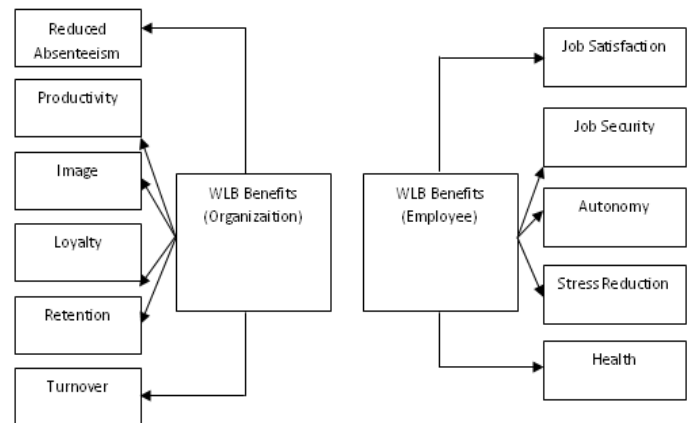 Reduced
Absenteeism
Productivity
Image
Loyalty
Retention
Turnover
WLB Benefits
(Organizaition)
WLB Benefits
(Employee)
Job Satisfaction
Job Security
Autonomy
Stress Reduction
Health